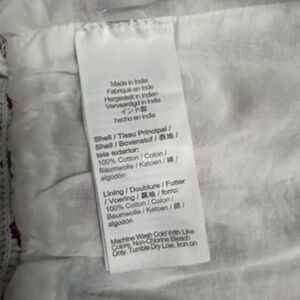 Made in India
Fabriqué en Inde
Hergestellt in Indien
Vervaardigd in India
インド製
hecho en India
Shell / Tissu Principal /
Shall / Bovenstof / 表地 /
tela exterior:
100% Cotton / Coton /
Baumwolle / Katoen / 綿 /
algodón
Lining / Doublure / Futter
/ Voering / 裏地 / forro:
100% Cotton / Coton /
Baumwolle / Katoen / 綿 /
algodón
Machine Wash Cold With Like
Colors, Non-Chlorine Bleach
Only, Tumble Dry Low, Iron on